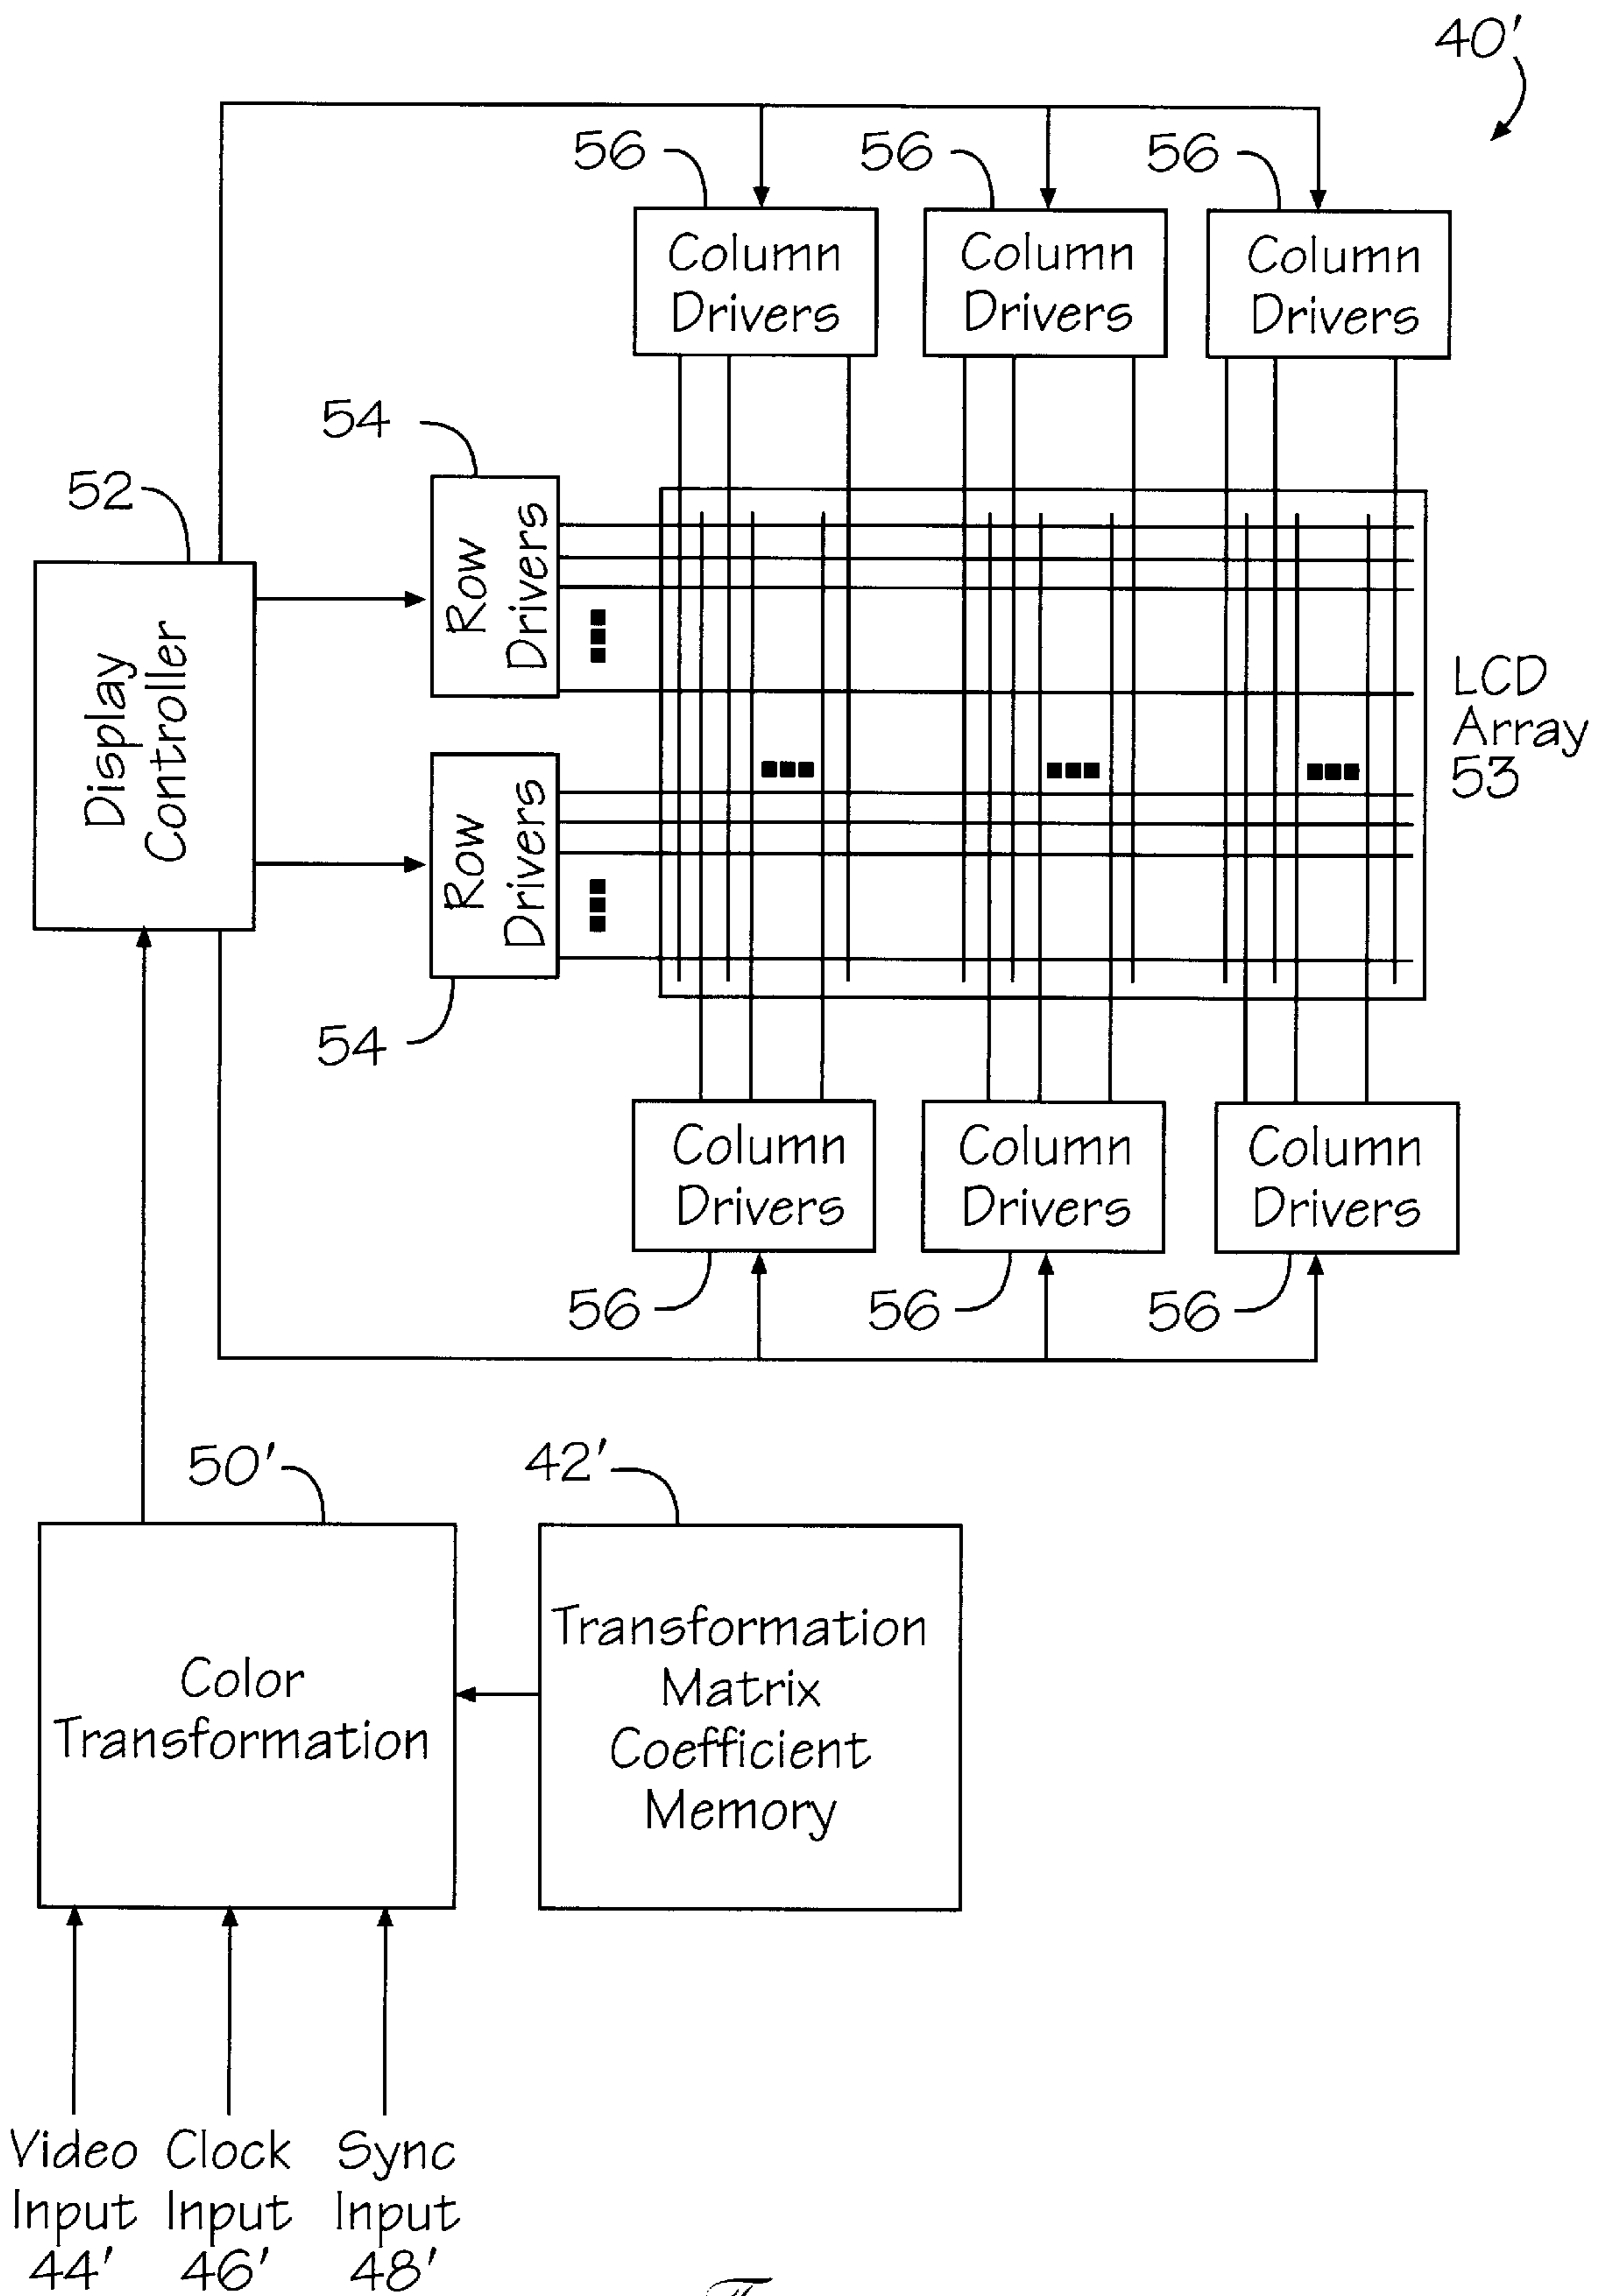 40'
56
56
56
Column
Drivers
Column
Drivers
Column
Drivers
54
52
Row
Drivers
Display
Controller
LCD
Array
53
Row
Drivers
54
Column
Drivers
Column
Drivers
Column
Drivers
56
56
56
50'
42'
Color
Transformation
Transformation
Matrix
Coefficient
Memory
Video
Input
44'
Clock
Input
46'
Sync
Input
48'